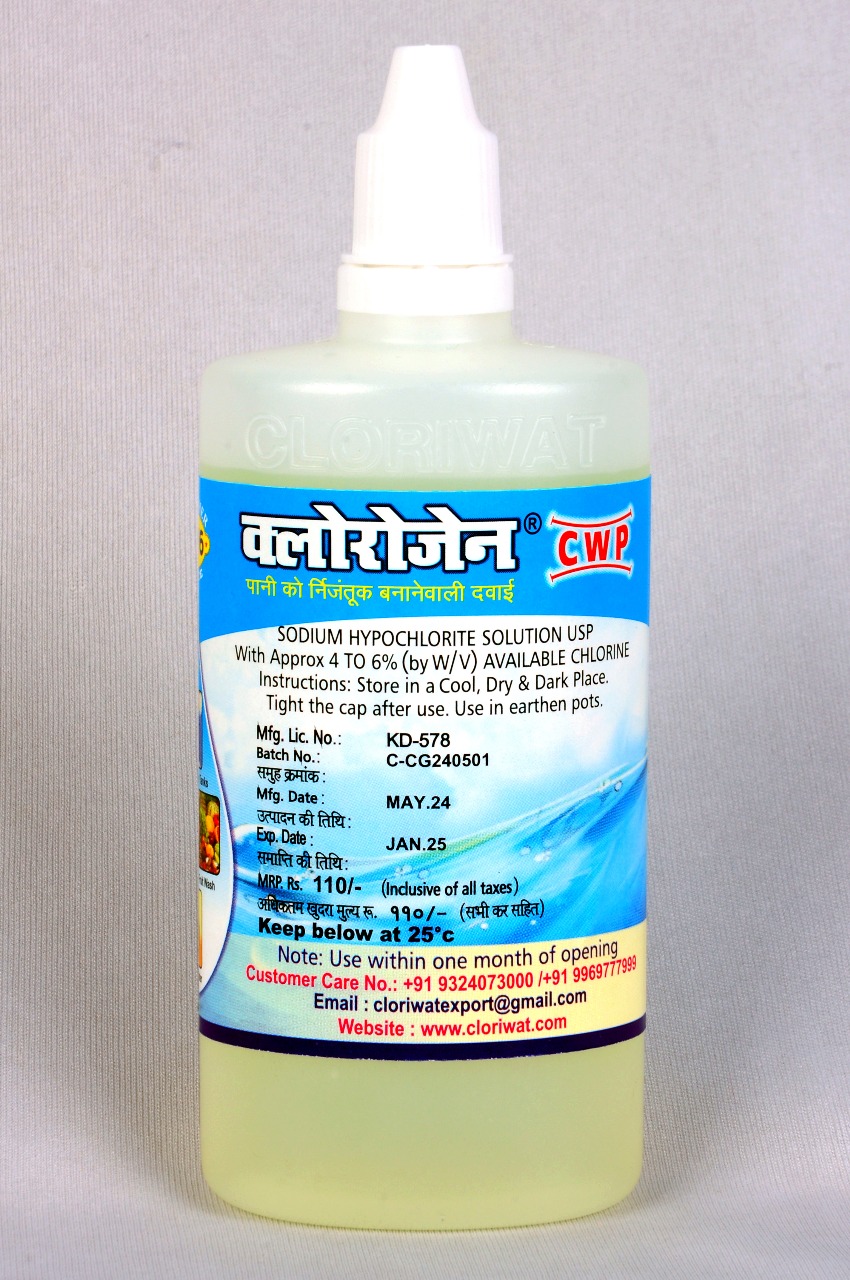 CLORIWAT
क्लोरोजेन® CWP
पानी को र्निजंतूक बनानेवाली दवाई
SODIUM HYPOCHLORITE SOLUTION USP
With Approx 4 TO 6% (by W/V) AVAILABLE CHLORINE
Instructions: Store in a Cool, Dry & Dark Place.
Tight the cap after use. Use in earthen pots.
Mfg. Lic. No.: KD-578
Batch No.: C-CG240501
समुह क्रमांक :
Mfg. Date : MAY.24
उत्पादन की तिथि :
Exp. Date : JAN.25
समाप्ति की तिथि:
MRP. Rs. 110/- (Inclusive of all taxes)
अधिकतम खुदरा मुल्य रू. ११०/- (सभी कर सहित)
Keep below at 25°c
Note: Use within one month of opening
Customer Care No.: +91 9324073000 /+91 9969777999
Email : cloriwatexport@gmail.com
Website : www.cloriwat.com
Wash